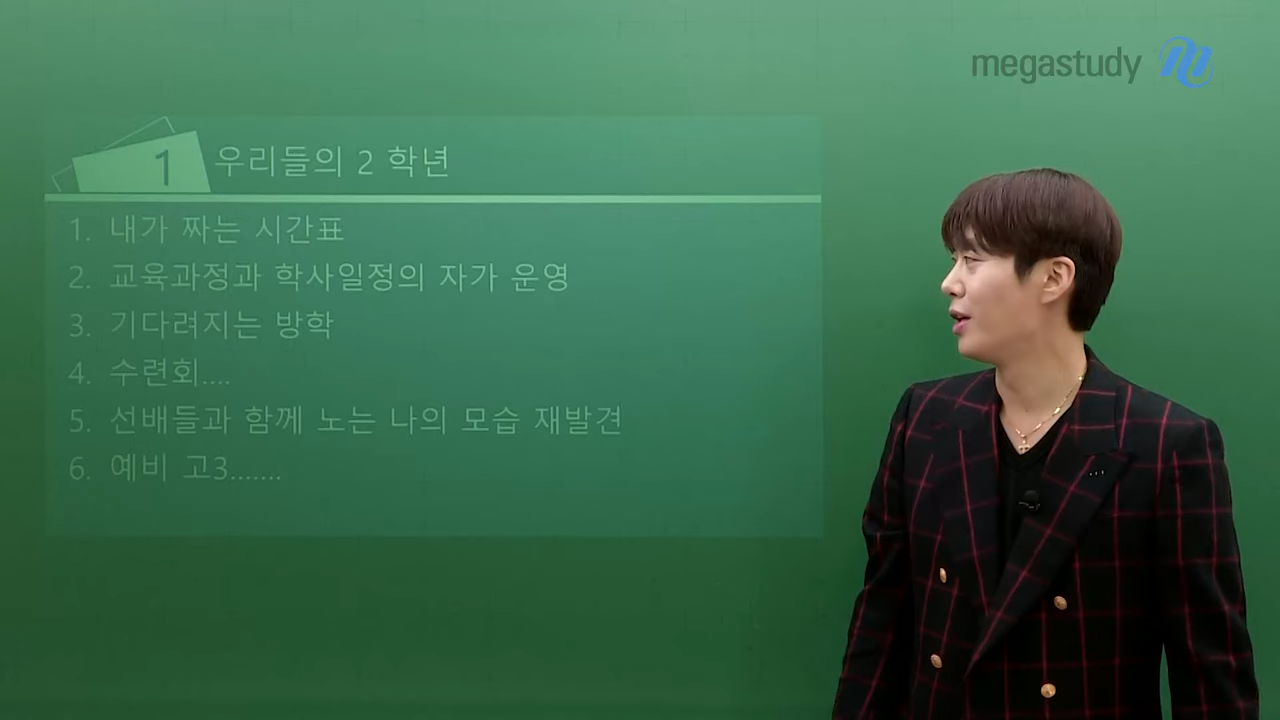 megastudy
1 우리들의 2 학년
1. 내가 짜는 시간표
2. 교육과정과 학사일정의 자가 운영
3. 기다려지는 방학
4. 수련회....
5. 선배들과 함께 노는 나의 모습 재발견
6. 예비 고3.......